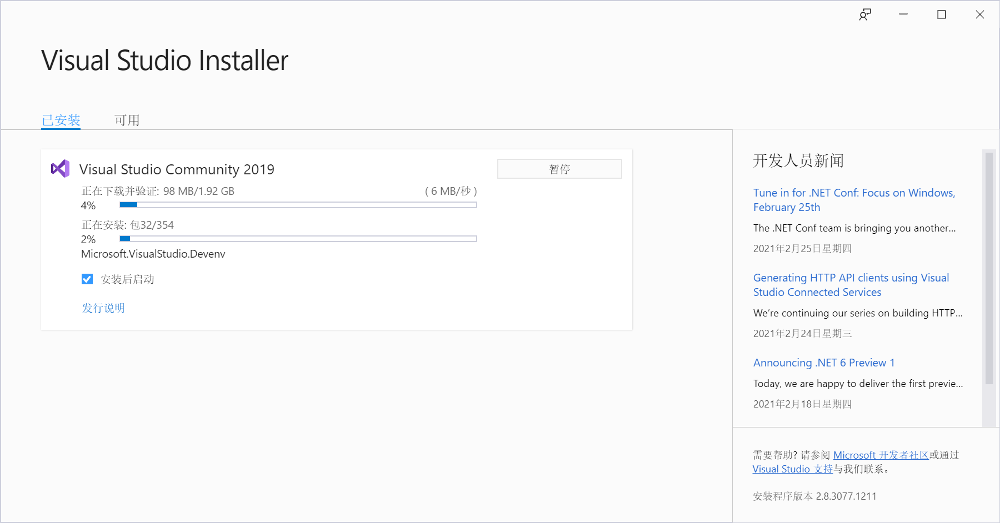 Visual Studio Installer
已安装
可用
Visual Studio Community 2019
暂停
正在下载并验证: 98 MB/1.92 GB
( 6 MB/秒 )
4%
正在安装: 包32/354
2%
Microsoft.VisualStudio.Devenv
安装后启动
发行说明
开发人员新闻
Tune in for .NET Conf: Focus on Windows,
February 25th
The .NET Conf team is bringing you another...
2021年2月25日星期四
Generating HTTP API clients using Visual
Studio Connected Services
We’re continuing our series on building HTTP...
2021年2月24日星期三
Announcing .NET 6 Preview 1
Today, we are happy to deliver the first previe...
2021年2月18日星期四
需要帮助? 请参阅 Microsoft 开发者社区或通过
Visual Studio 支持与我们联系。
安装程序版本 2.8.3077.1211